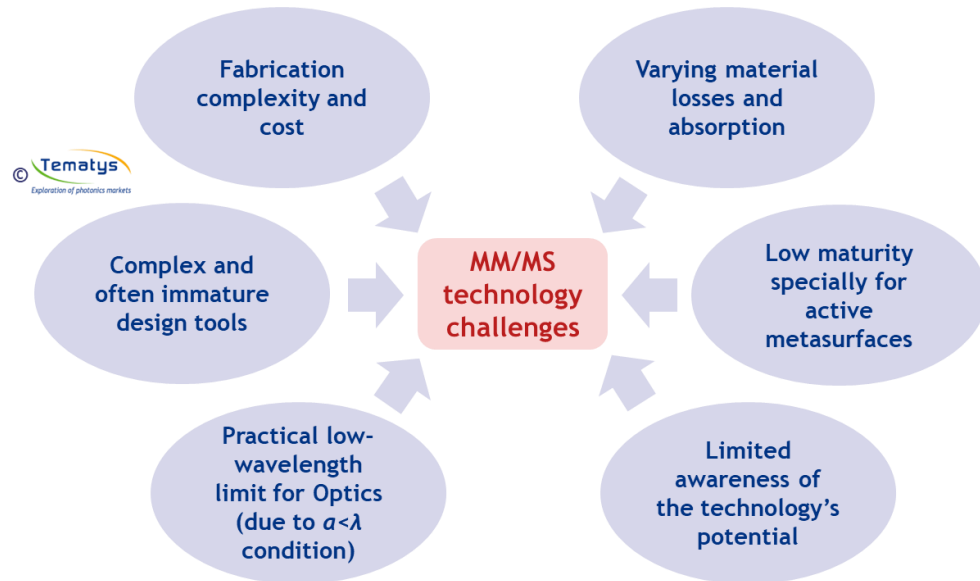 Fabrication
complexity and
cost
Varying material
losses and
absorption
© Tematys
Exploration of photonics markets
Complex and
often immature
design tools
MM/MS
technology
challenges
Low maturity
specially for
active
metasurfaces
Practical low-
wavelength
limit for Optics
(due to a<λ
condition)
Limited
awareness of
the technology’s
potential